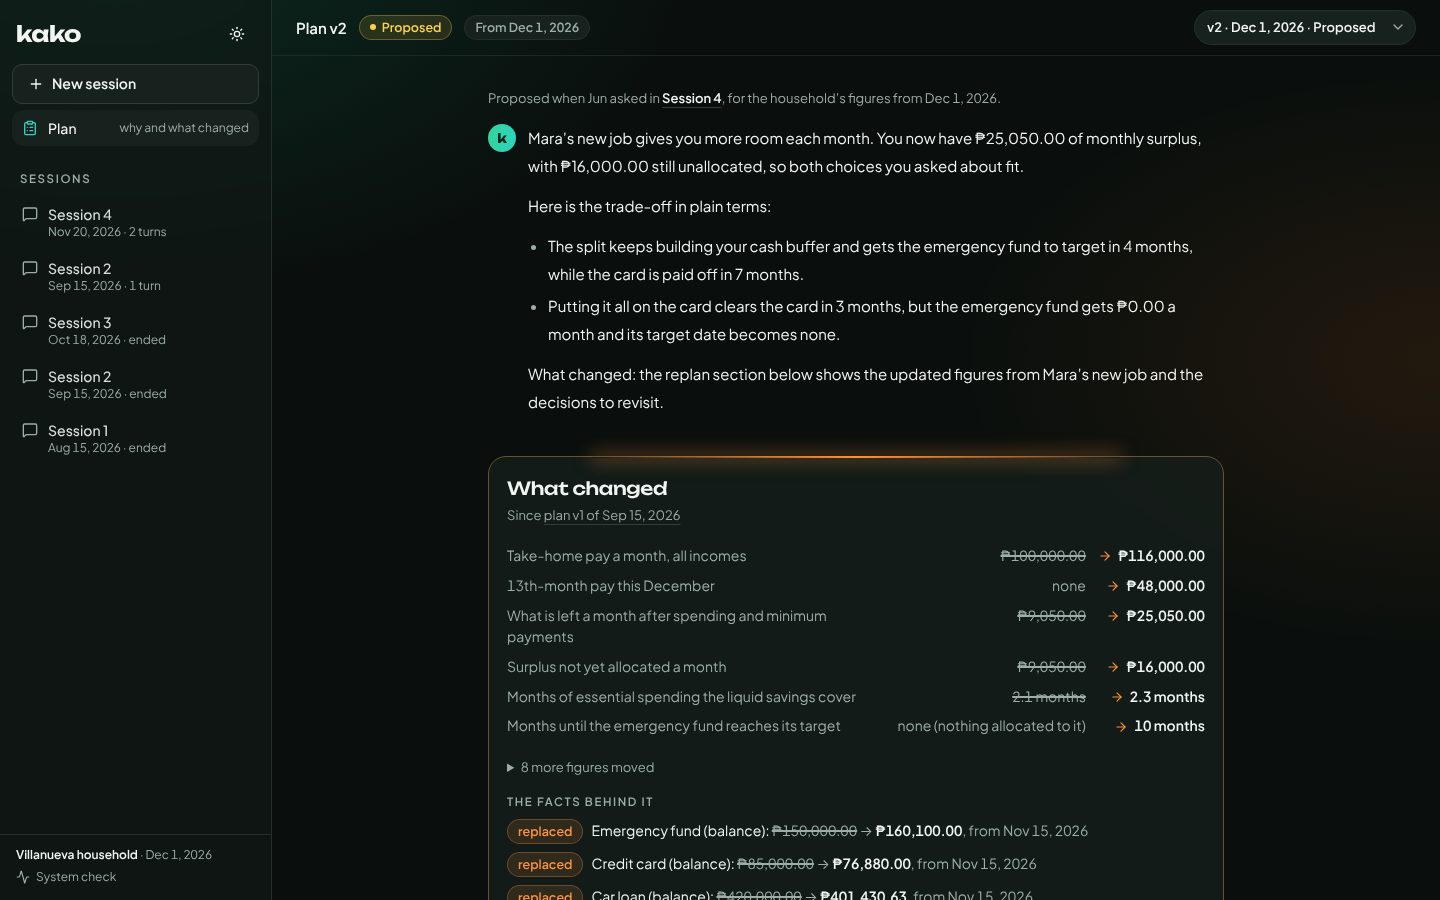 kako
New session
Plan why and what changed
SESSIONS
Session 4
Nov 20, 2026 · 2 turns
Session 2
Sep 15, 2026 · 1 turn
Session 3
Oct 18, 2026 · ended
Session 2
Sep 15, 2026 · ended
Session 1
Aug 15, 2026 · ended
Villanueva household · Dec 1, 2026
System check
Plan v2 Proposed From Dec 1, 2026 v2 · Dec 1, 2026 · Proposed
Proposed when Jun asked in Session 4, for the household's figures from Dec 1, 2026.
k
Mara's new job gives you more room each month. You now have ₱25,050.00 of monthly surplus,
with ₱16,000.00 still unallocated, so both choices you asked about fit.
Here is the trade-off in plain terms:
• The split keeps building your cash buffer and gets the emergency fund to target in 4 months,
while the card is paid off in 7 months.
• Putting it all on the card clears the card in 3 months, but the emergency fund gets ₱0.00 a
month and its target date becomes none.
What changed: the replan section below shows the updated figures from Mara's new job and the
decisions to revisit.
What changed
Since plan v1 of Sep 15, 2026
Take-home pay a month, all incomes ₱100,000.00 → ₱116,000.00
13th-month pay this December none → ₱48,000.00
What is left a month after spending and minimum ₱9,050.00 → ₱25,050.00
payments
Surplus not yet allocated a month ₱9,050.00 → ₱16,000.00
Months of essential spending the liquid savings cover 2.1 months → 2.3 months
Months until the emergency fund reaches its target none (nothing allocated to it) → 10 months
8 more figures moved
THE FACTS BEHIND IT
replaced Emergency fund (balance): ₱150,000.00 → ₱160,100.00, from Nov 15, 2026
replaced Credit card (balance): ₱85,000.00 → ₱76,880.00, from Nov 15, 2026
replaced Car loan (balance): ₱420,000.00 → ₱401,430.63, from Nov 15, 2026